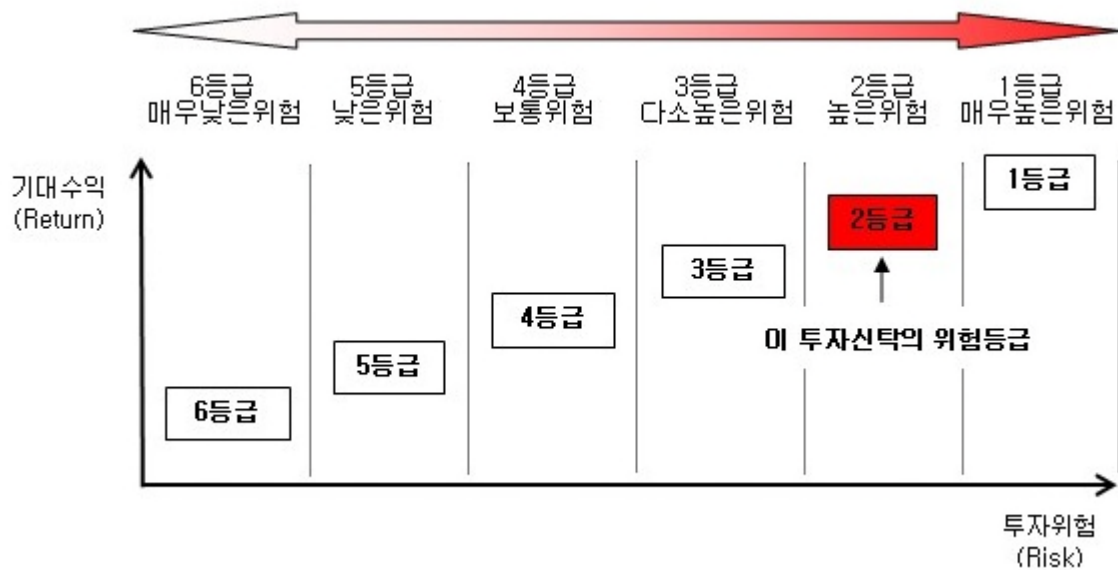 6등급
매우낮은위험
5등급
낮은위험
4등급
보통위험
3등급
다소높은위험
2등급
높은위험
1등급
매우높은위험
기대수익
(Return)
1등급
2등급
3등급
4등급
이 투자신탁의 위험등급
5등급
6등급
투자위험
(Risk)